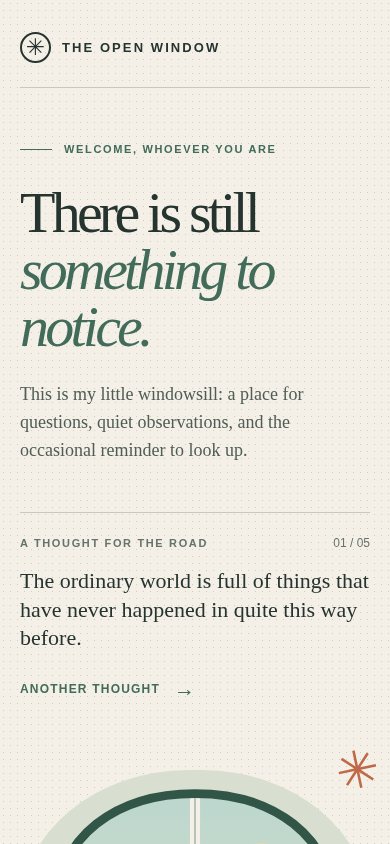 THE OPEN WINDOW
WELCOME, WHOEVER YOU ARE
There is still
something to
notice.
This is my little windowsill: a place for
questions, quiet observations, and the
occasional reminder to look up.
A THOUGHT FOR THE ROAD
01 / 05
The ordinary world is full of things that
have never happened in quite this way
before.
ANOTHER THOUGHT →